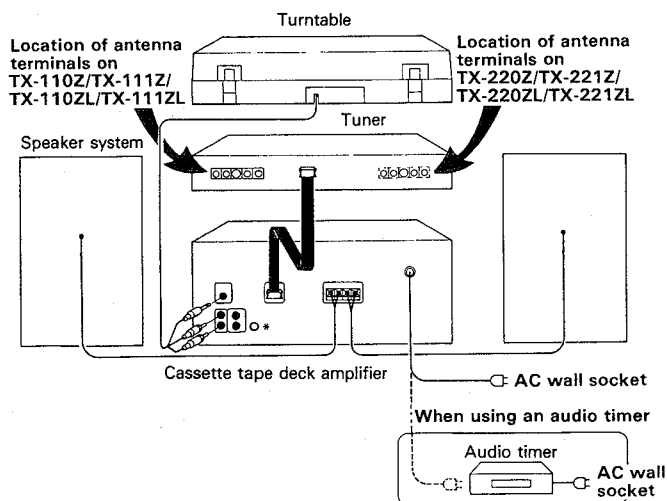 Turntable
Location of antenna
terminals on
TX-110Z/TX-111Z/
TX-110ZL/TX-111ZL
Location of antenna
terminals on
TX-220Z/TX-221Z/
TX-220ZL/TX-221ZL
Tuner
Speaker system
*
Cassette tape deck amplifier
AC wall socket
When using an audio timer
Audio timer
AC wall
socket